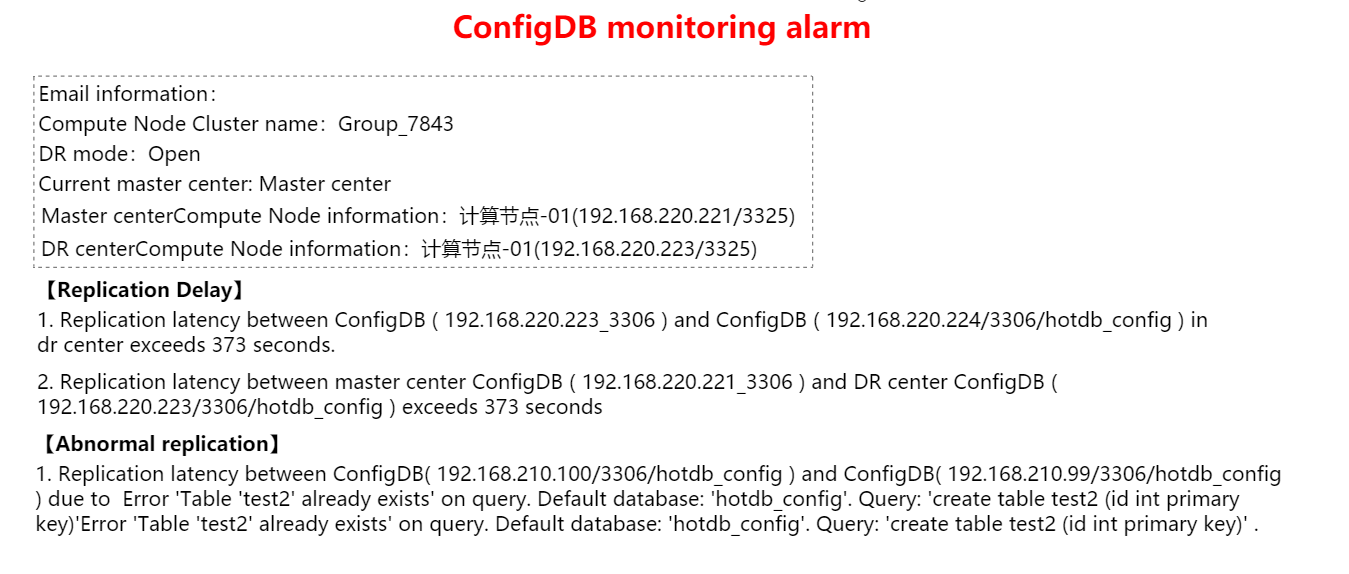 ConfigDB monitoring alarm
Email information：
Compute Node Cluster name：Group_7843
DR mode：Open
Current master center: Master center
Master centerCompute Node information：计算节点-01(192.168.220.221/3325)
DR centerCompute Node information：计算节点-01(192.168.220.223/3325)
【Replication Delay】
1. Replication latency between ConfigDB ( 192.168.220.223_3306 ) and ConfigDB ( 192.168.220.224/3306/hotdb_config ) in
dr center exceeds 373 seconds.
2. Replication latency between master center ConfigDB ( 192.168.220.221_3306 ) and DR center ConfigDB (
192.168.220.223/3306/hotdb_config ) exceeds 373 seconds
【Abnormal replication】
1. Replication latency between ConfigDB( 192.168.210.100/3306/hotdb_config ) and ConfigDB( 192.168.210.99/3306/hotdb_config
) due to  Error 'Table 'test2' already exists' on query. Default database: 'hotdb_config'. Query: 'create table test2 (id int primary
key)'Error 'Table 'test2' already exists' on query. Default database: 'hotdb_config'. Query: 'create table test2 (id int primary key)' .